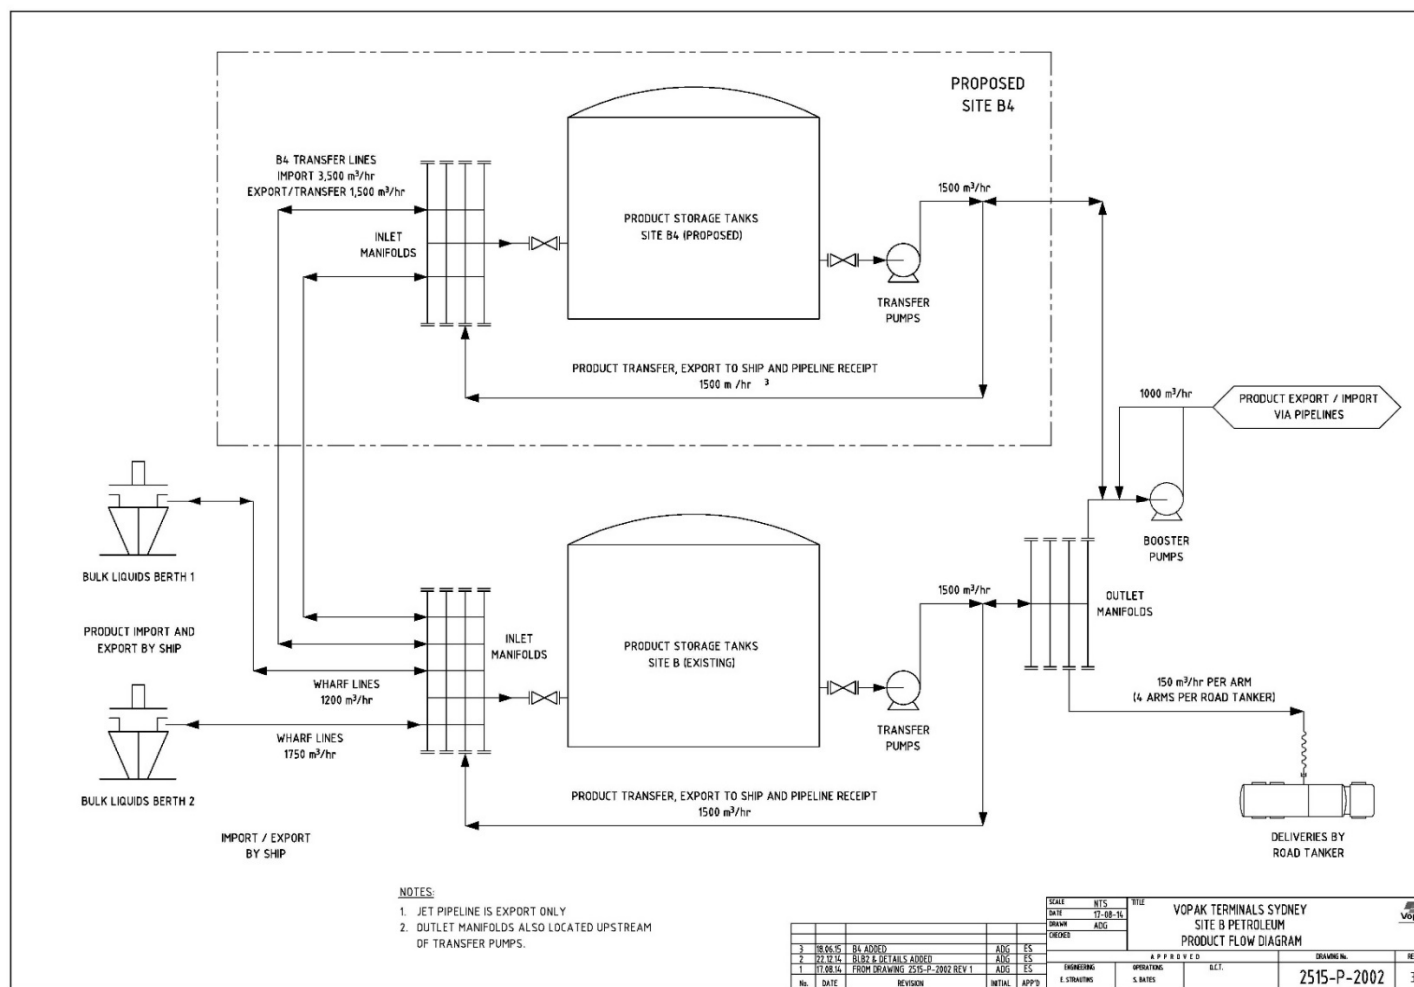 PROPOSED
SITE B4
B4 TRANSFER LINES
IMPORT 3,500 m³/hr
EXPORT/TRANSFER 1,500 m³/hr
INLET
MANIFOLDS
PRODUCT STORAGE TANKS
SITE B4 (PROPOSED)
1500 m³/hr
TRANSFER
PUMPS
PRODUCT TRANSFER, EXPORT TO SHIP AND PIPELINE RECEIPT
1500 m /hr 3
1000 m³/hr
PRODUCT EXPORT / IMPORT
VIA PIPELINES
BOOSTER
PUMPS
BULK LIQUIDS BERTH 1
PRODUCT IMPORT AND
EXPORT BY SHIP
WHARF LINES
1200 m³/hr
WHARF LINES
1750 m³/hr
BULK LIQUIDS BERTH 2
IMPORT / EXPORT
BY SHIP
INLET
MANIFOLDS
PRODUCT STORAGE TANKS
SITE B (EXISTING)
1500 m³/hr
TRANSFER
PUMPS
OUTLET
MANIFOLDS
PRODUCT TRANSFER, EXPORT TO SHIP AND PIPELINE RECEIPT
1500 m³/hr
150 m³/hr PER ARM
(4 ARMS PER ROAD TANKER)
DELIVERIES BY
ROAD TANKER
NOTES:
1. JET PIPELINE IS EXPORT ONLY
2. OUTLET MANIFOLDS ALSO LOCATED UPSTREAM
OF TRANSFER PUMPS.
3 18.06.15 B4 ADDED ADG ES
2 22.12.14 BLB2 & DETAILS ADDED ADG ES
1 17.08.14 FROM DRAWING 2515-P-2002 REV 1 ADG ES
No. DATE REVISION INITIAL APP'D
SCALE NTS
DATE 17-08-14
DRAWN ADG
CHECKED
TITLE
VOPAK TERMINALS SYDNEY
SITE B PETROLEUM
PRODUCT FLOW DIAGRAM
APPROVED
ENGINEERING
E. STRAUTINS
OPERATIONS
S. BATES
DRAWING No.
2515-P-2002